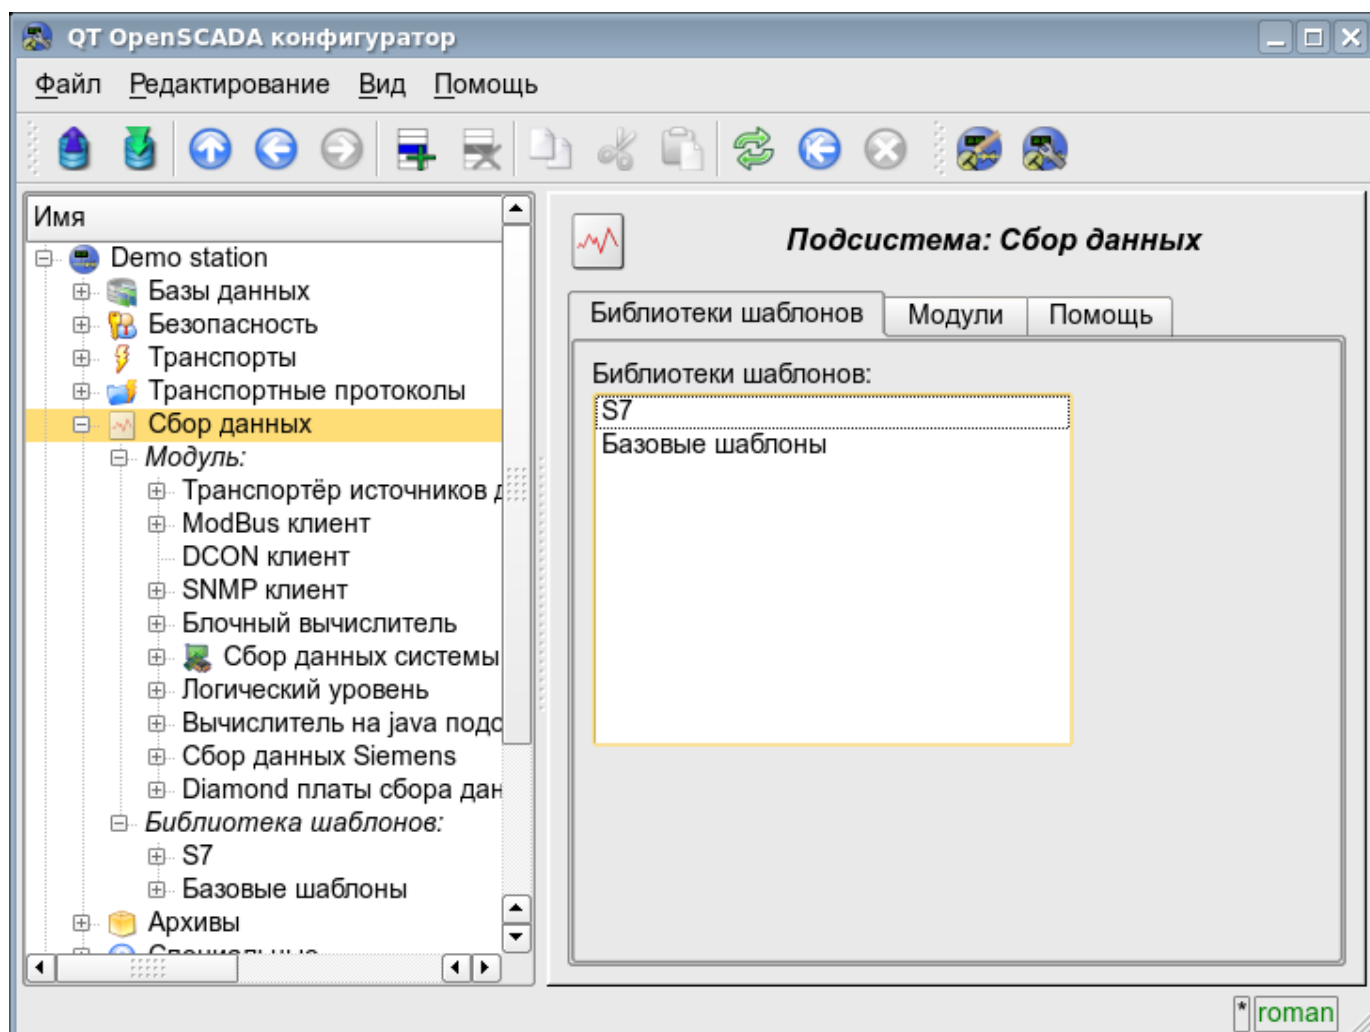 QT OpenSCADA конфигуратор
Файл Редактирование Вид Помощь
Имя
Demo station
Базы данных
Безопасность
Транспорты
Транспортные протоколы
Сбор данных
Модуль:
Транспортёр источников д
ModBus клиент
DCON клиент
SNMP клиент
Блочный вычислитель
Сбор данных системы
Логический уровень
Вычислитель на java подс
Сбор данных Siemens
Diamond платы сбора дан
Библиотека шаблонов:
S7
Базовые шаблоны
Архивы
Специальные
Подсистема: Сбор данных
Библиотеки шаблонов Модули Помощь
Библиотеки шаблонов:
S7
Базовые шаблоны
* roman